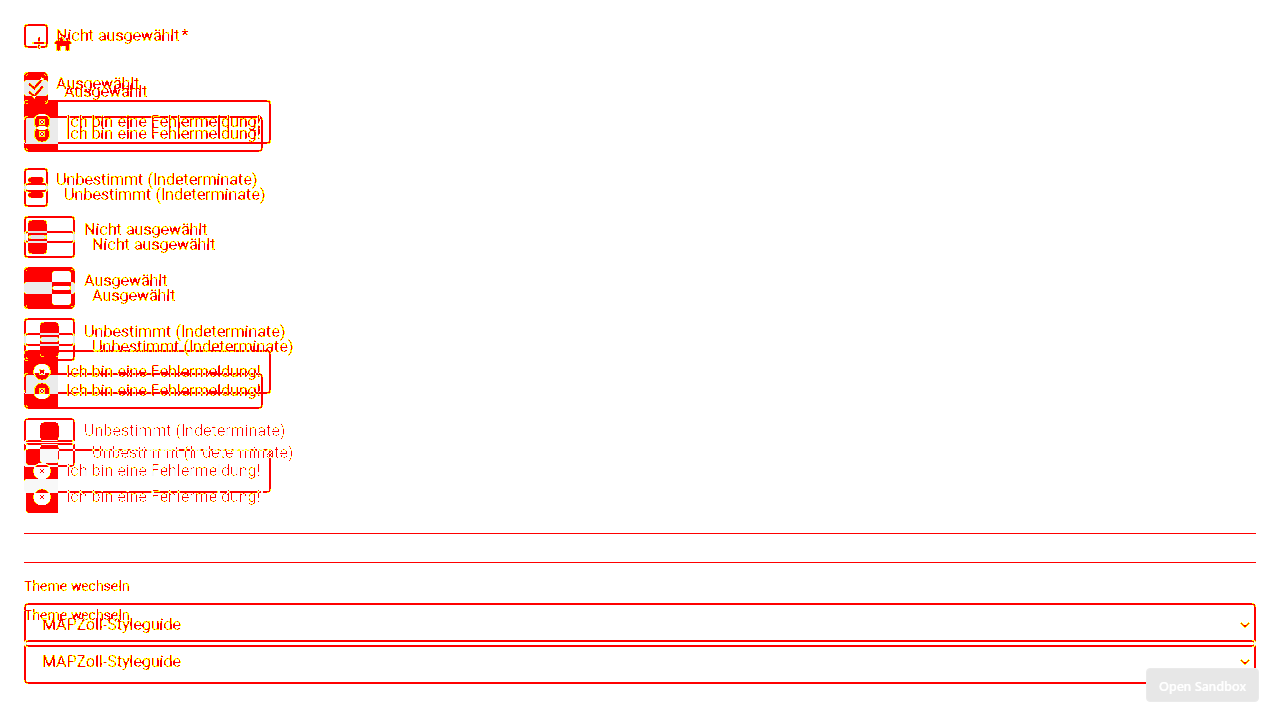 Nicht ausgewählt*
Ausgewählt
Ausgewählt
Ich bin eine Fehlermeldung!
Ich bin eine Fehlermeldung!
Unbestimmt (Indeterminate)
Unbestimmt (Indeterminate)
Nicht ausgewählt
Nicht ausgewählt
Ausgewählt
Ausgewählt
Unbestimmt (Indeterminate)
Unbestimmt (Indeterminate)
Ich bin eine Fehlermeldung!
Ich bin eine Fehlermeldung!
Unbestimmt (Indeterminate)
Unbestimmt (Indeterminate)
Ich bin eine Fehlermeldung!
Ich bin eine Fehlermeldung!
Theme wechseln
Theme wechseln
MAPZoll-Styleguide
MAPZoll-Styleguide
Open Sandbox